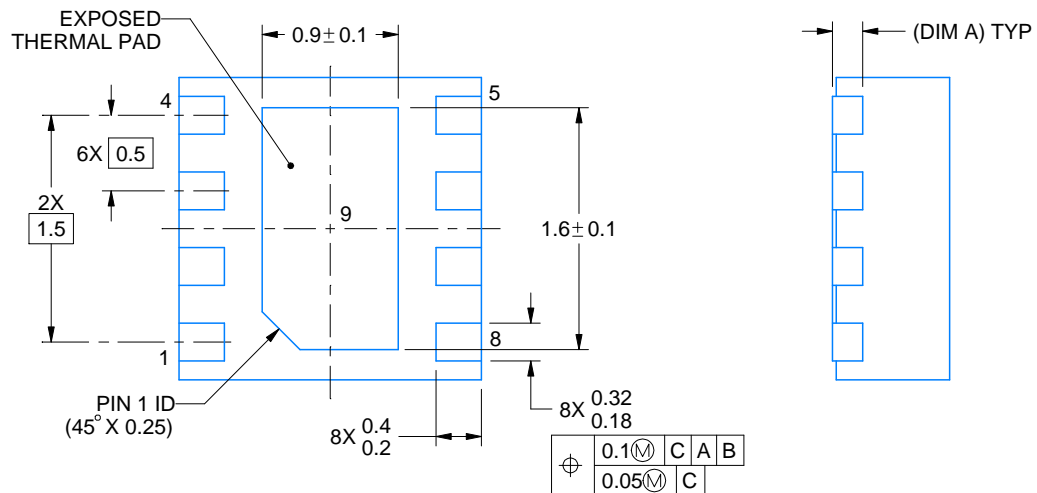 EXPOSED
THERMAL PAD
0.9± 0.1
(DIM A) TYP
4
5
6X 0.5
2X
1.5
9
1.6± 0.1
1
8
PIN 1 ID
(45° X 0.25)
8X 0.4
0.2
8X 0.32
0.18
0.1Ⓜ C A B
0.05Ⓜ C